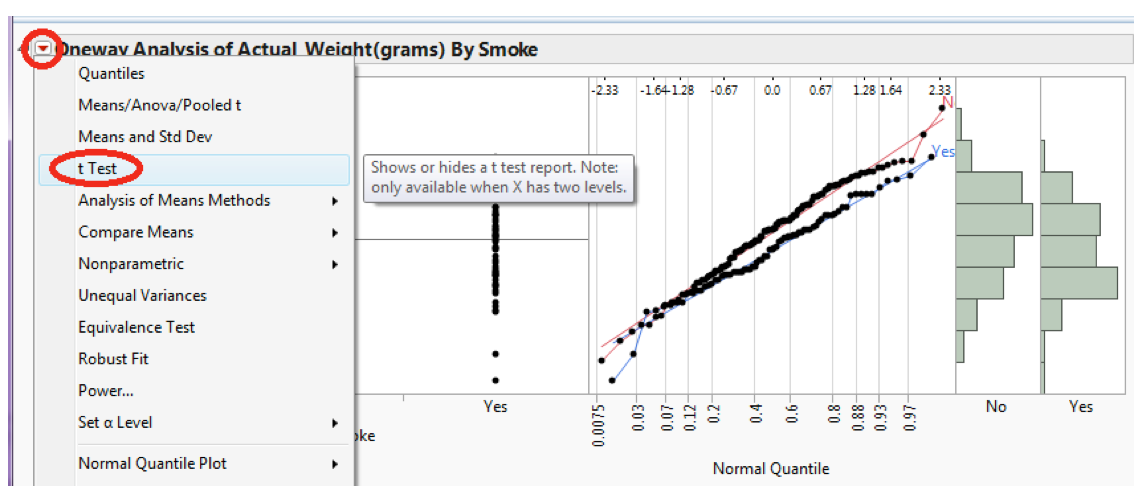 Oneway Analysis of Actual Weight(grams) By Smoke
Quantiles
Means/Anova/Pooled t
Means and Std Dev
t Test
Analysis of Means Methods
Compare Means
Nonparametric
Unequal Variances
Equivalence Test
Robust Fit
Power...
Set α Level
Normal Quantile Plot
Shows or hides a t test report. Note:
only available when X has two levels.
Yes
oke
-2.33 -1.64 -1.28 -0.67 0.0 0.67 1.28 1.64 2.33
N
Yes
0.0075 0.03 0.07 0.12 0.2 0.4 0.6 0.8 0.88 0.93 0.97
Normal Quantile
No Yes